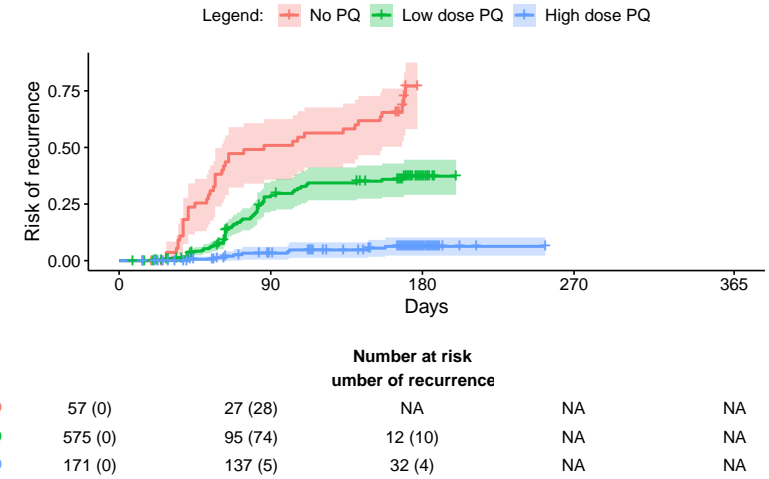 Legend: No PQ Low dose PQ High dose PQ
Risk of recurrence
0.75
0.50
0.25
0.00
0 90 180 270 365
Days
Number at risk
umber of recurrence
57 (0) 27 (28) NA NA NA
575 (0) 95 (74) 12 (10) NA NA
171 (0) 137 (5) 32 (4) NA NA